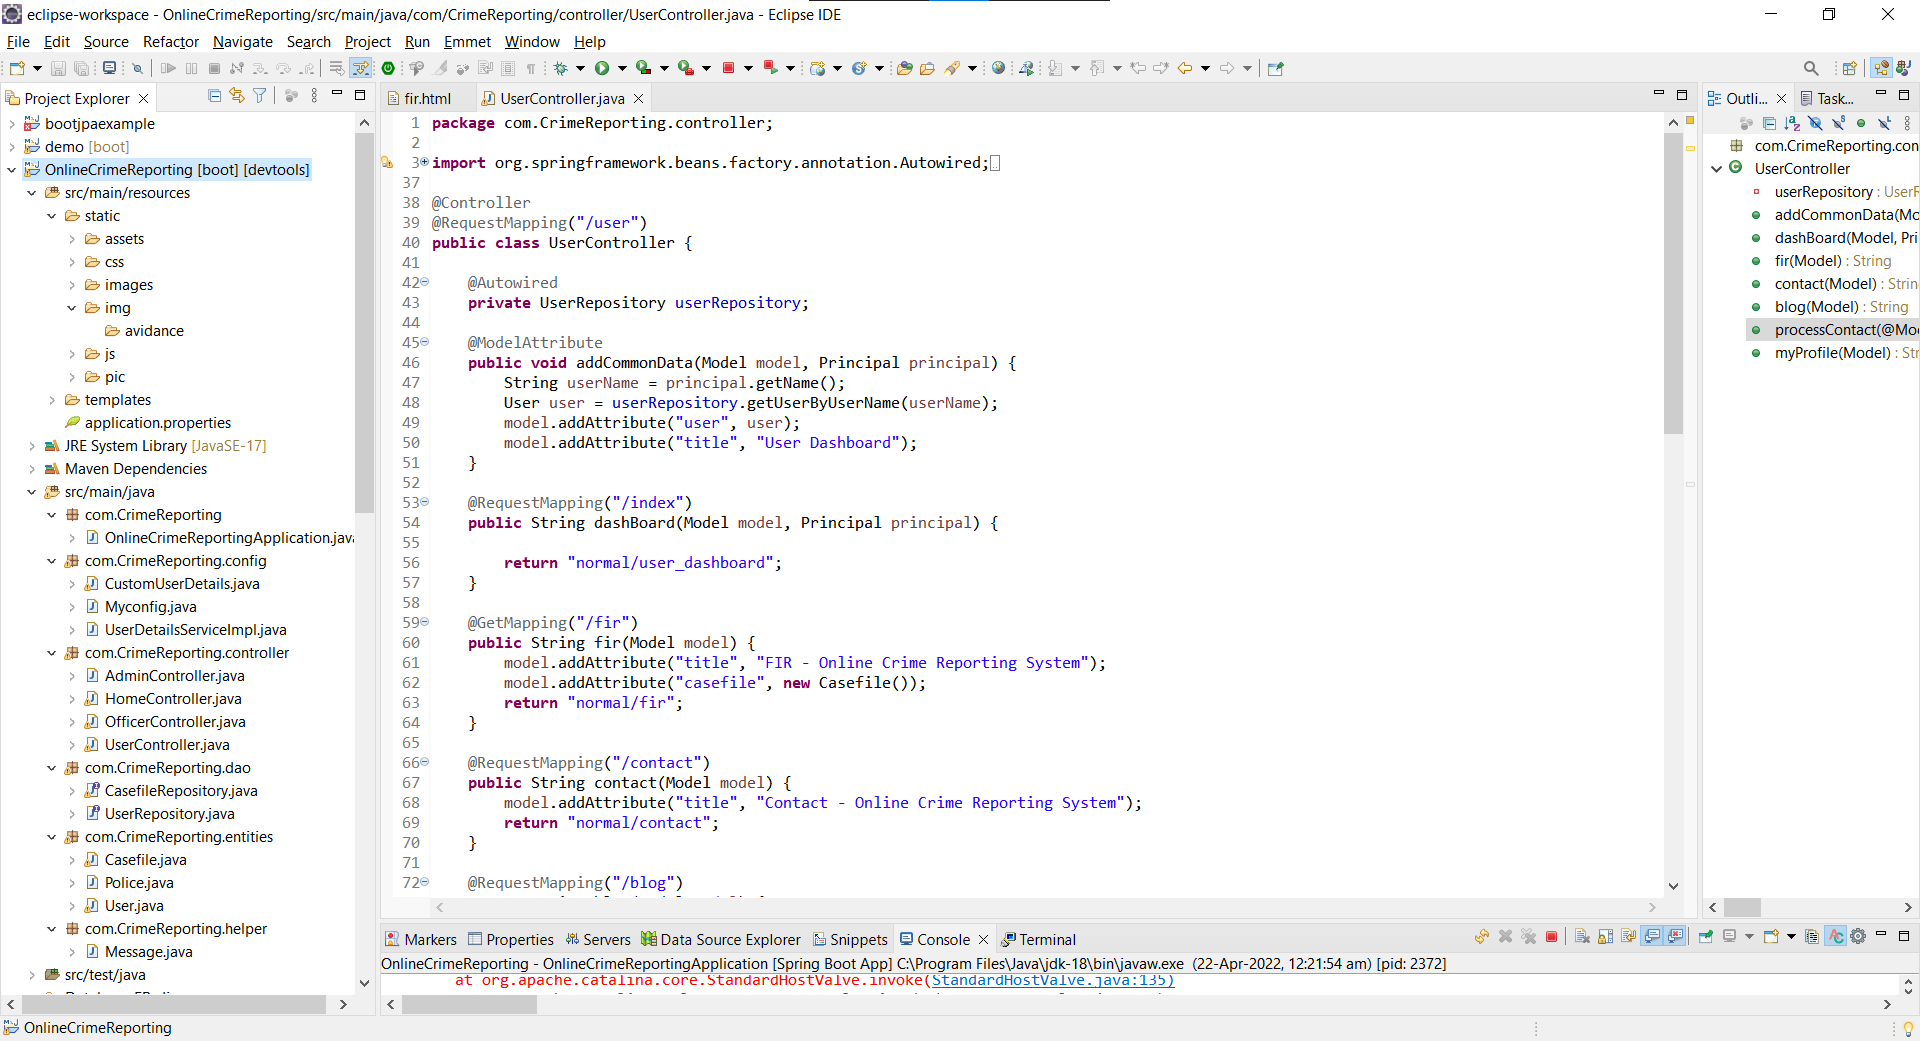 eclipse-workspace - OnlineCrimeReporting/src/main/java/com/CrimeReporting/controller/UserController.java - Eclipse IDE
File Edit Source Refactor Navigate Search Project Run Emmet Window Help
Project Explorer
bootjpaexample
demo [boot]
OnlineCrimeReporting [boot] [devtools]
src/main/resources
static
assets
css
images
img
avidance
js
pic
templates
application.properties
JRE System Library [JavaSE-17]
Maven Dependencies
src/main/java
com.CrimeReporting
OnlineCrimeReportingApplication.java
com.CrimeReporting.config
CustomUserDetails.java
Myconfig.java
UserDetailsServiceImpl.java
com.CrimeReporting.controller
AdminController.java
HomeController.java
OfficerController.java
UserController.java
com.CrimeReporting.dao
CasefileRepository.java
UserRepository.java
com.CrimeReporting.entities
Casefile.java
Police.java
User.java
com.CrimeReporting.helper
Message.java
src/test/java
fir.html UserController.java
1 package com.CrimeReporting.controller;
2
3 import org.springframework.beans.factory.annotation.Autowired;
37
38 @Controller
39 @RequestMapping("/user")
40 public class UserController {
41
42 @Autowired
43 private UserRepository userRepository;
44
45 @ModelAttribute
46 public void addCommonData(Model model, Principal principal) {
47 String userName = principal.getName();
48 User user = userRepository.getUserByUserName(userName);
49 model.addAttribute("user", user);
50 model.addAttribute("title", "User Dashboard");
51 }
52
53 @RequestMapping("/index")
54 public String dashBoard(Model model, Principal principal) {
55
56 return "normal/user_dashboard";
57 }
58
59 @GetMapping("/fir")
60 public String fir(Model model) {
61 model.addAttribute("title", "FIR - Online Crime Reporting System");
62 model.addAttribute("casefile", new Casefile());
63 return "normal/fir";
64 }
65
66 @RequestMapping("/contact")
67 public String contact(Model model) {
68 model.addAttribute("title", "Contact - Online Crime Reporting System");
69 return "normal/contact";
70 }
71
72 @RequestMapping("/blog")
Outli... Task...
com.CrimeReporting.con
UserController
userRepository : UserR
addCommonData(Mo
dashBoard(Model, Pri
fir(Model) : String
contact(Model) : Strin
blog(Model) : String
processContact(@Mo
myProfile(Model) : Str
Markers Properties Servers Data Source Explorer Snippets Console Terminal
OnlineCrimeReporting - OnlineCrimeReportingApplication [Spring Boot App] C:\Program Files\Java\jdk-18\bin\javaw.exe (22-Apr-2022, 12:21:54 am) [pid: 2372]
at org.apache.catalina.core.StandardHostValve.invoke(StandardHostValve.java:135)
OnlineCrimeReporting